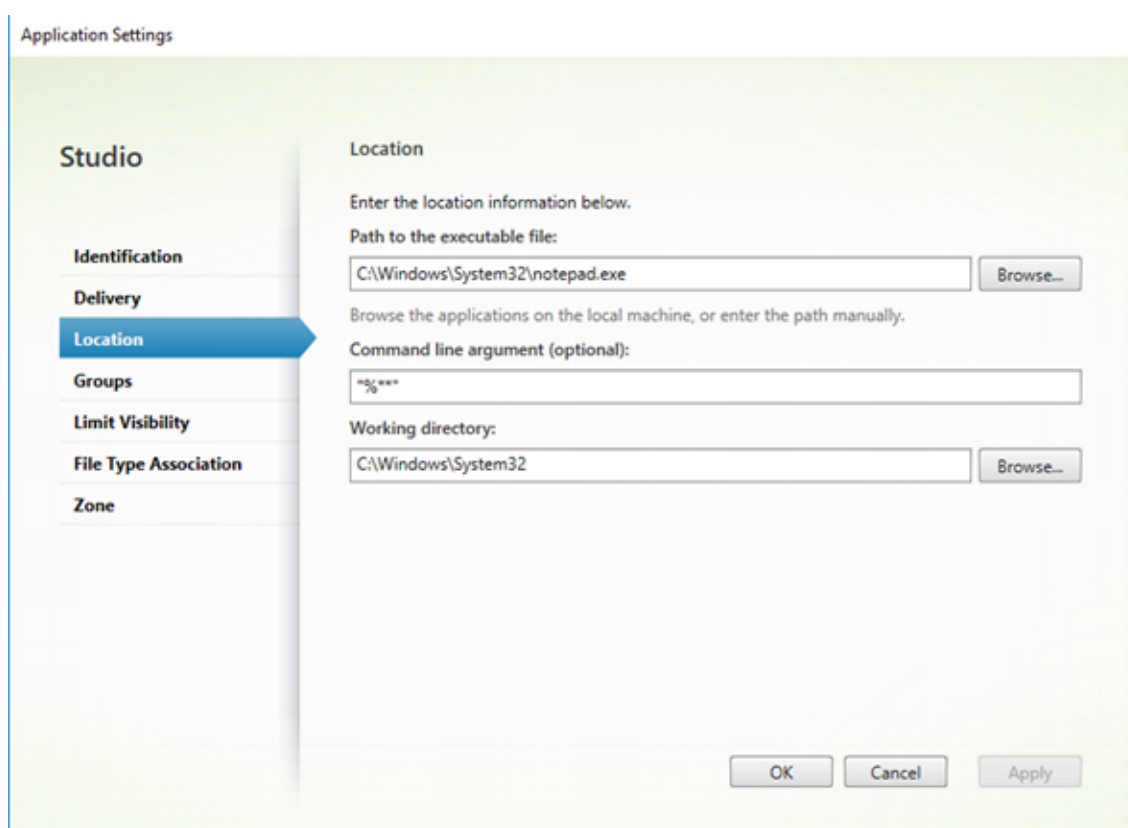 Application Settings
Studio
Identification
Delivery
Location
Groups
Limit Visibility
File Type Association
Zone
Location
Enter the location information below.
Path to the executable file:
C:\Windows\System32\notepad.exe
Browse...
Browse the applications on the local machine, or enter the path manually.
Command line argument (optional):
"%**"
Working directory:
C:\Windows\System32
Browse...
OK
Cancel
Apply